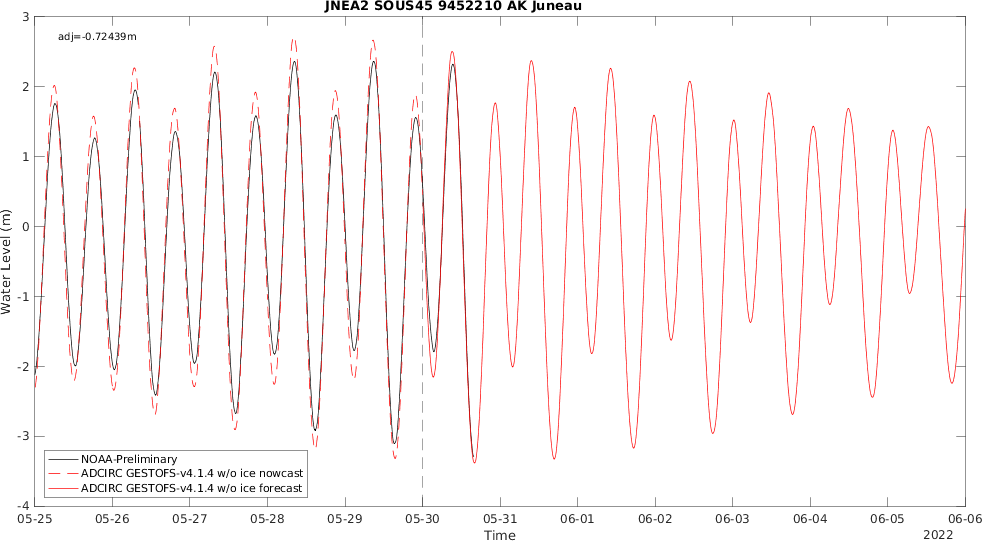 JNEA2 SOUS45 9452210 AK Juneau
adj=-0.72439m
3
2
1
0
-1
-2
-3
-4
Water Level (m)
NOAA-Preliminary
ADCIRC GESTOFS-v4.1.4 w/o ice nowcast
ADCIRC GESTOFS-v4.1.4 w/o ice forecast
05-25 05-26 05-27 05-28 05-29 05-30 05-31 06-01 06-02 06-03 06-04 06-05 06-06
Time
2022